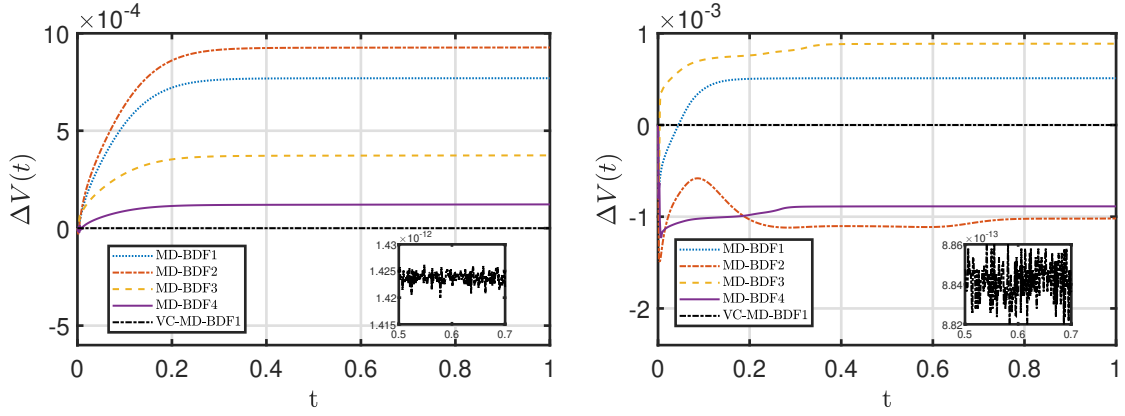 ×10⁻⁴
10
5
0
-5
ΔV(t)
0 0.2 0.4 0.6 0.8 1
t
MD-BDF1
MD-BDF2
MD-BDF3
MD-BDF4
VC-MD-BDF1
×10⁻¹²
1.43
1.425
1.42
1.415
0.5 0.6 0.7
×10⁻³
1
0
-1
-2
ΔV(t)
0 0.2 0.4 0.6 0.8 1
t
MD-BDF1
MD-BDF2
MD-BDF3
MD-BDF4
VC-MD-BDF1
×10⁻¹³
8.86
8.84
8.82
0.5 0.6 0.7